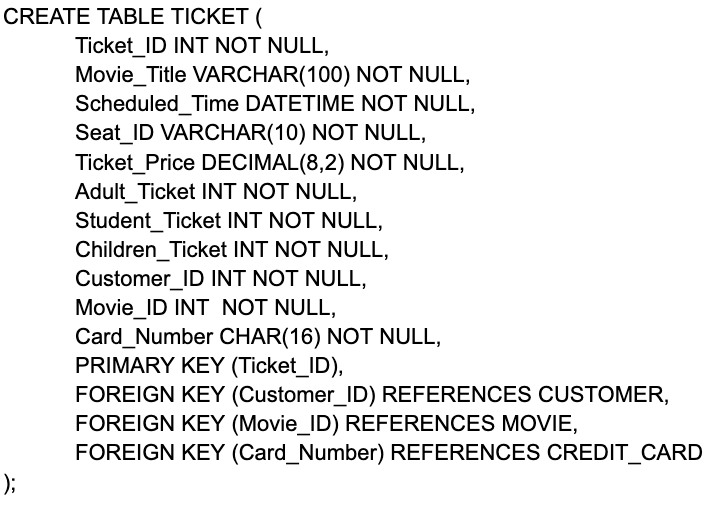 CREATE TABLE TICKET (
Ticket_ID INT NOT NULL,
Movie_Title VARCHAR(100) NOT NULL,
Scheduled_Time DATETIME NOT NULL,
Seat_ID VARCHAR(10) NOT NULL,
Ticket_Price DECIMAL(8,2) NOT NULL,
Adult_Ticket INT NOT NULL,
Student_Ticket INT NOT NULL,
Children_Ticket INT NOT NULL,
Customer_ID INT NOT NULL,
Movie_ID INT  NOT NULL,
Card_Number CHAR(16) NOT NULL,
PRIMARY KEY (Ticket_ID),
FOREIGN KEY (Customer_ID) REFERENCES CUSTOMER,
FOREIGN KEY (Movie_ID) REFERENCES MOVIE,
FOREIGN KEY (Card_Number) REFERENCES CREDIT_CARD
);